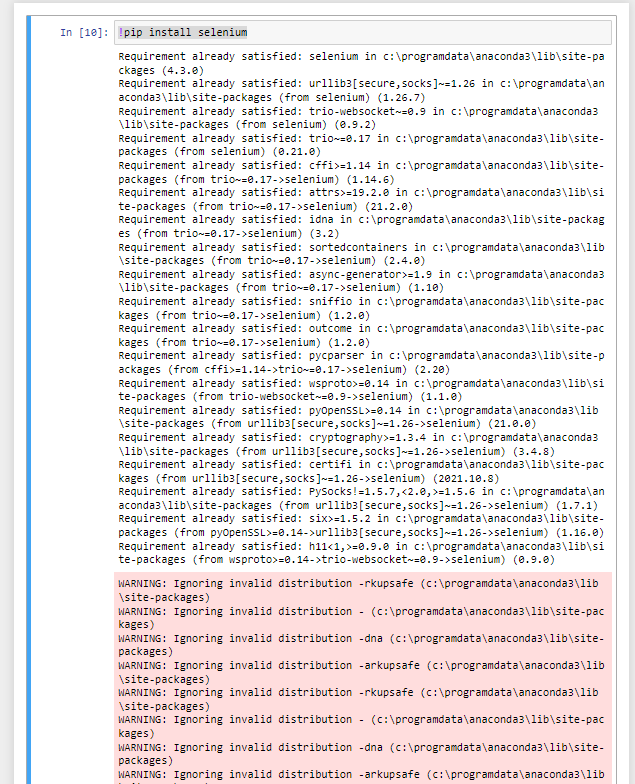 In [10]: !pip install selenium
Requirement already satisfied: selenium in c:\programdata\anaconda3\lib\site-pa
ckages (4.3.0)
Requirement already satisfied: urllib3[secure,socks]~=1.26 in c:\programdata\an
aconda3\lib\site-packages (from selenium) (1.26.7)
Requirement already satisfied: trio-websocket~=0.9 in c:\programdata\anaconda3
\lib\site-packages (from selenium) (0.9.2)
Requirement already satisfied: trio~=0.17 in c:\programdata\anaconda3\lib\site-
packages (from selenium) (0.21.0)
Requirement already satisfied: cffi>=1.14 in c:\programdata\anaconda3\lib\site-
packages (from trio~=0.17->selenium) (1.14.6)
Requirement already satisfied: attrs>=19.2.0 in c:\programdata\anaconda3\lib\si
te-packages (from trio~=0.17->selenium) (21.2.0)
Requirement already satisfied: idna in c:\programdata\anaconda3\lib\site-packag
es (from trio~=0.17->selenium) (3.2)
Requirement already satisfied: sortedcontainers in c:\programdata\anaconda3\lib
\site-packages (from trio~=0.17->selenium) (2.4.0)
Requirement already satisfied: async-generator>=1.9 in c:\programdata\anaconda3
\lib\site-packages (from trio~=0.17->selenium) (1.10)
Requirement already satisfied: sniffio in c:\programdata\anaconda3\lib\site-pac
kages (from trio~=0.17->selenium) (1.2.0)
Requirement already satisfied: outcome in c:\programdata\anaconda3\lib\site-pac
kages (from trio~=0.17->selenium) (1.2.0)
Requirement already satisfied: pycparser in c:\programdata\anaconda3\lib\site-p
ackages (from cffi>=1.14->trio~=0.17->selenium) (2.20)
Requirement already satisfied: wsproto>=0.14 in c:\programdata\anaconda3\lib\si
te-packages (from trio-websocket~=0.9->selenium) (1.1.0)
Requirement already satisfied: pyOpenSSL>=0.14 in c:\programdata\anaconda3\lib
\site-packages (from urllib3[secure,socks]~=1.26->selenium) (21.0.0)
Requirement already satisfied: cryptography>=1.3.4 in c:\programdata\anaconda3
\lib\site-packages (from urllib3[secure,socks]~=1.26->selenium) (3.4.8)
Requirement already satisfied: certifi in c:\programdata\anaconda3\lib\site-pac
kages (from urllib3[secure,socks]~=1.26->selenium) (2021.10.8)
Requirement already satisfied: PySocks!=1.5.7,<2.0,>=1.5.6 in c:\programdata\an
aconda3\lib\site-packages (from urllib3[secure,socks]~=1.26->selenium) (1.7.1)
Requirement already satisfied: six>=1.5.2 in c:\programdata\anaconda3\lib\site-
packages (from pyOpenSSL>=0.14->urllib3[secure,socks]~=1.26->selenium) (1.16.0)
Requirement already satisfied: h11<1,>=0.9.0 in c:\programdata\anaconda3\lib\si
te-packages (from wsproto>=0.14->trio-websocket~=0.9->selenium) (0.9.0)
WARNING: Ignoring invalid distribution -rkupsafe (c:\programdata\anaconda3\lib
\site-packages)
WARNING: Ignoring invalid distribution - (c:\programdata\anaconda3\lib\site-pac
kages)
WARNING: Ignoring invalid distribution -dna (c:\programdata\anaconda3\lib\site-
packages)
WARNING: Ignoring invalid distribution -arkupsafe (c:\programdata\anaconda3\lib
\site-packages)
WARNING: Ignoring invalid distribution -rkupsafe (c:\programdata\anaconda3\lib
\site-packages)
WARNING: Ignoring invalid distribution - (c:\programdata\anaconda3\lib\site-pac
kages)
WARNING: Ignoring invalid distribution -dna (c:\programdata\anaconda3\lib\site-
packages)
WARNING: Ignoring invalid distribution -arkupsafe (c:\programdata\anaconda3\lib